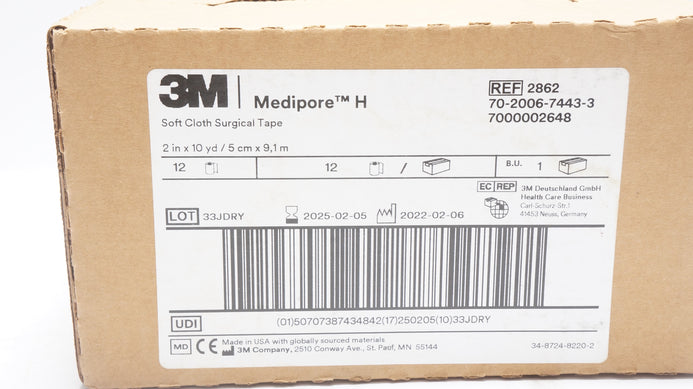 3M Medipore™ H
Soft Cloth Surgical Tape
2 in x 10 yd / 5 cm x 9,1 m
REF 2862
70-2006-7443-3
7000002648
12 12 / B.U. 1
EC REP 3M Deutschland GmbH
Health Care Business
Carl-Schurz-Str.1
41453 Neuss, Germany
LOT 33JDRY 2025-02-05 2022-02-06
UDI (01)50707387434842(17)250205(10)33JDRY
MD CE Made in USA with globally sourced materials
3M Company, 2510 Conway Ave., St. Paul, MN 55144
34-8724-8220-2